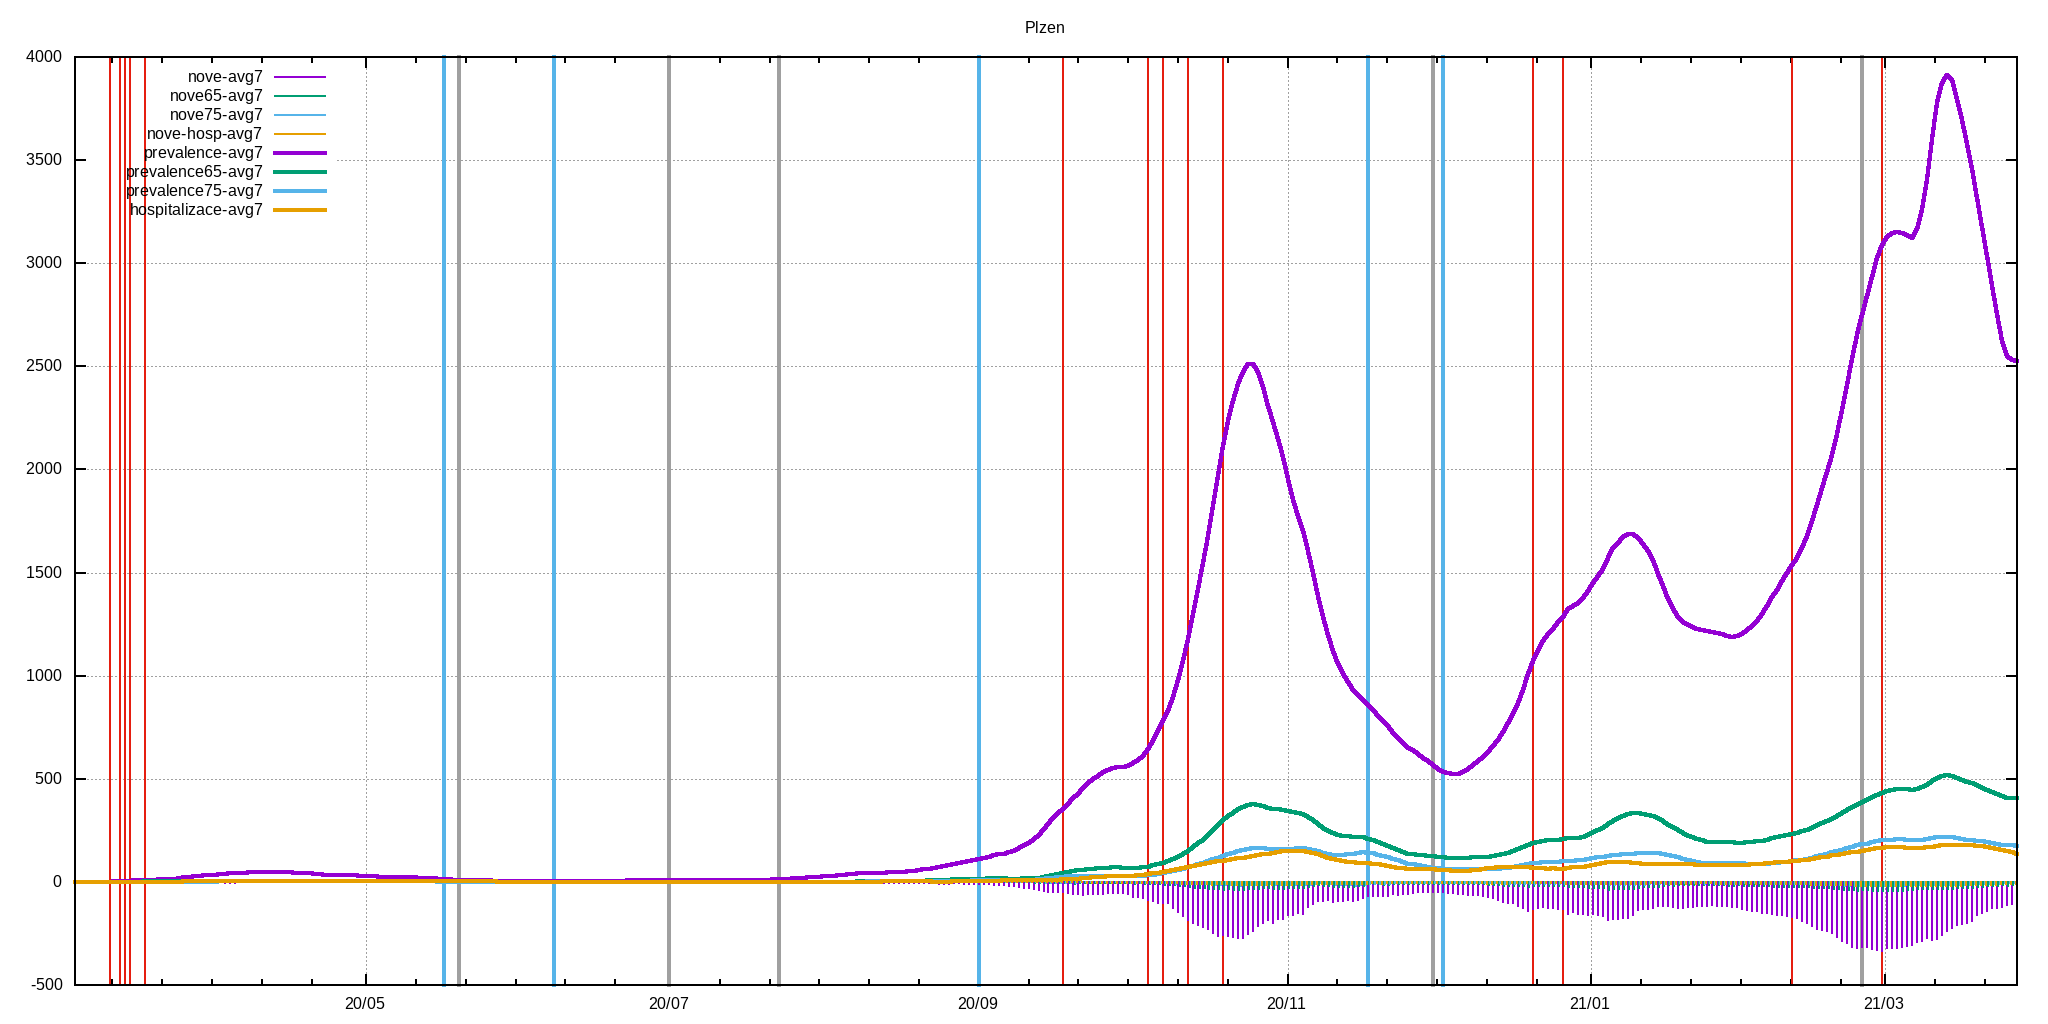 Plzen
4000
3500
3000
2500
2000
1500
1000
500
0
-500
nove-avg7
nove65-avg7
nove75-avg7
nove-hosp-avg7
prevalence-avg7
prevalence65-avg7
prevalence75-avg7
hospitalizace-avg7
20/05 20/07 20/09 20/11 21/01 21/03